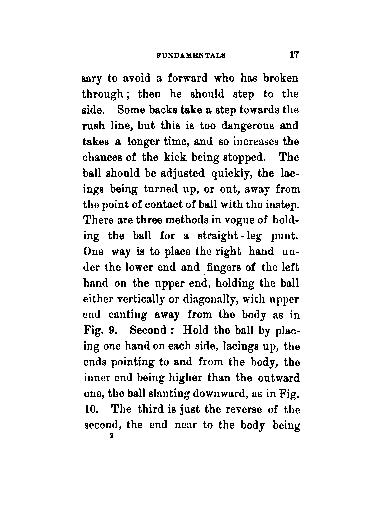 FUNDAMENTALS 17
sary to avoid a forward who has broken
through; then he should step to the
side. Some backs take a step towards the
rush line, but this is too dangerous and
takes a longer time, and so increases the
chances of the kick being stopped. The
ball should be adjusted quickly, the lac-
ings being turned up, or out, away from
the point of contact of ball with the instep.
There are three methods in vogue of hold-
ing the ball for a straight-leg punt.
One way is to place the right hand un-
der the lower end and fingers of the left
hand on the upper end, holding the ball
either vertically or diagonally, with upper
end canting away from the body as in
Fig. 9. Second: Hold the ball by plac-
ing one hand on each side, lacings up, the
ends pointing to and from the body, the
inner end being higher than the outward
one, the ball slanting downward, as in Fig.
10. The third is just the reverse of the
second, the end near to the body being
2